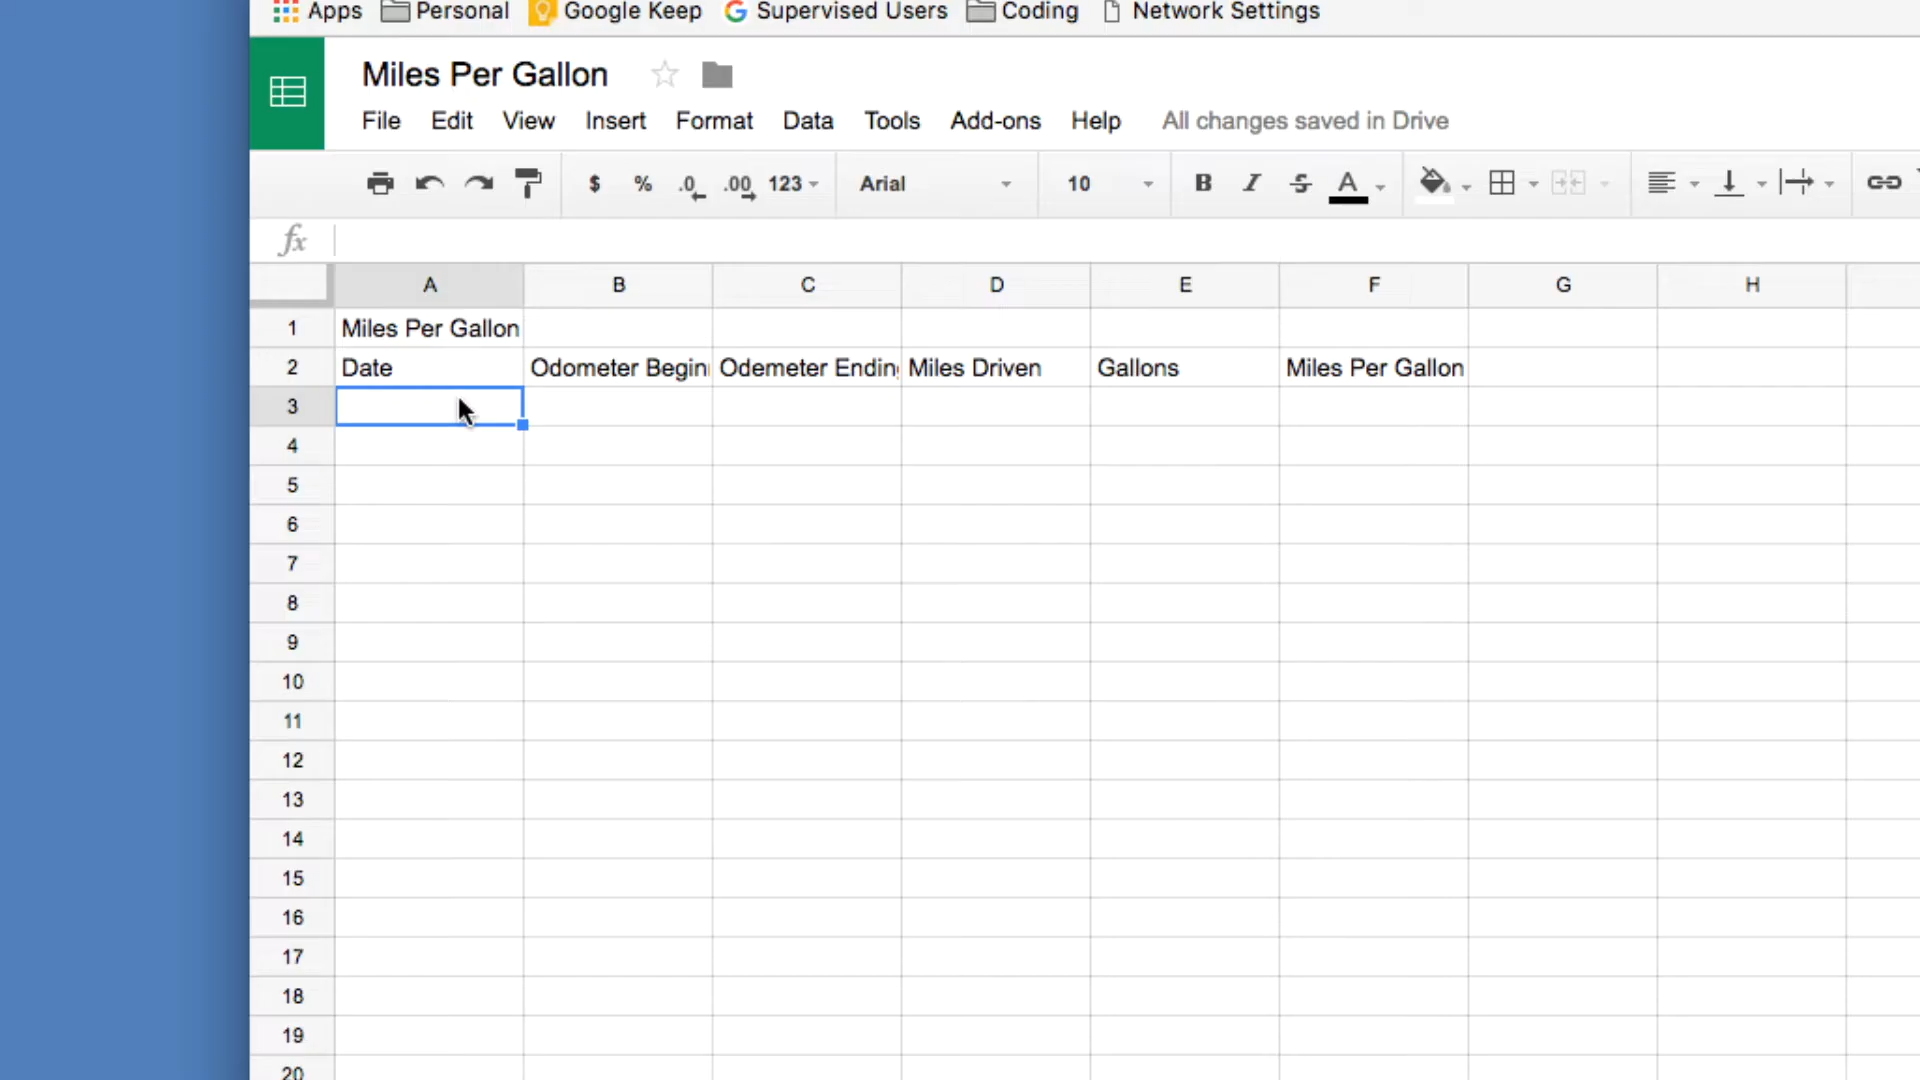 Apps Personal Google Keep Supervised Users Coding Network Settings
Miles Per Gallon
File Edit View Insert Format Data Tools Add-ons Help All changes saved in Drive
$ % .0 .00 123 Arial 10 B I S A
fx
A B C D E F G H
1 Miles Per Gallon
2 Date Odometer Begin Odemeter Ending Miles Driven Gallons Miles Per Gallon
3
4
5
6
7
8
9
10
11
12
13
14
15
16
17
18
19
20